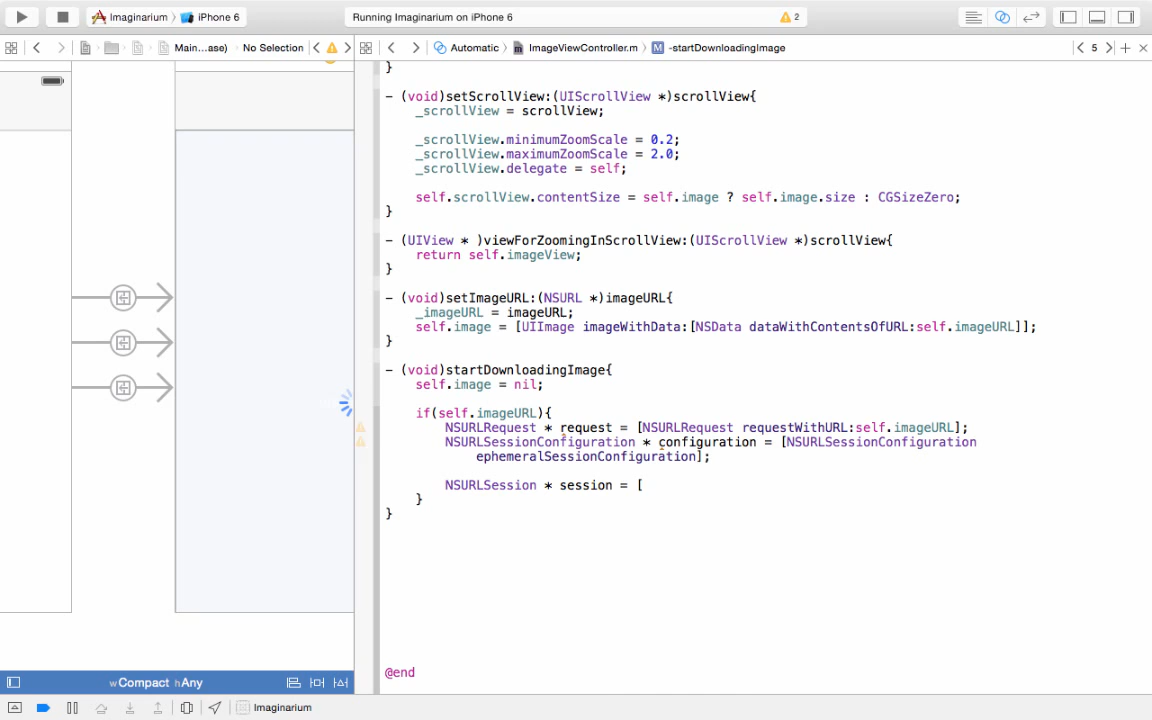 Imaginarium iPhone 6 Running Imaginarium on iPhone 6 2
Main....ase) No Selection Automatic ImageViewController.m M -startDownloadingImage 5
}
- (void)setScrollView:(UIScrollView *)scrollView{
_scrollView = scrollView;
_scrollView.minimumZoomScale = 0.2;
_scrollView.maximumZoomScale = 2.0;
_scrollView.delegate = self;
self.scrollView.contentSize = self.image ? self.image.size : CGSizeZero;
}
- (UIView * )viewForZoomingInScrollView:(UIScrollView *)scrollView{
return self.imageView;
}
- (void)setImageURL:(NSURL *)imageURL{
_imageURL = imageURL;
self.image = [UIImage imageWithData:[NSData dataWithContentsOfURL:self.imageURL]];
}
- (void)startDownloadingImage{
self.image = nil;
if(self.imageURL){
NSURLRequest * request = [NSURLRequest requestWithURL:self.imageURL];
NSURLSessionConfiguration * configuration = [NSURLSessionConfiguration
ephemeralSessionConfiguration];
NSURLSession * session = [
}
}
@end
wCompact hAny
Imaginarium